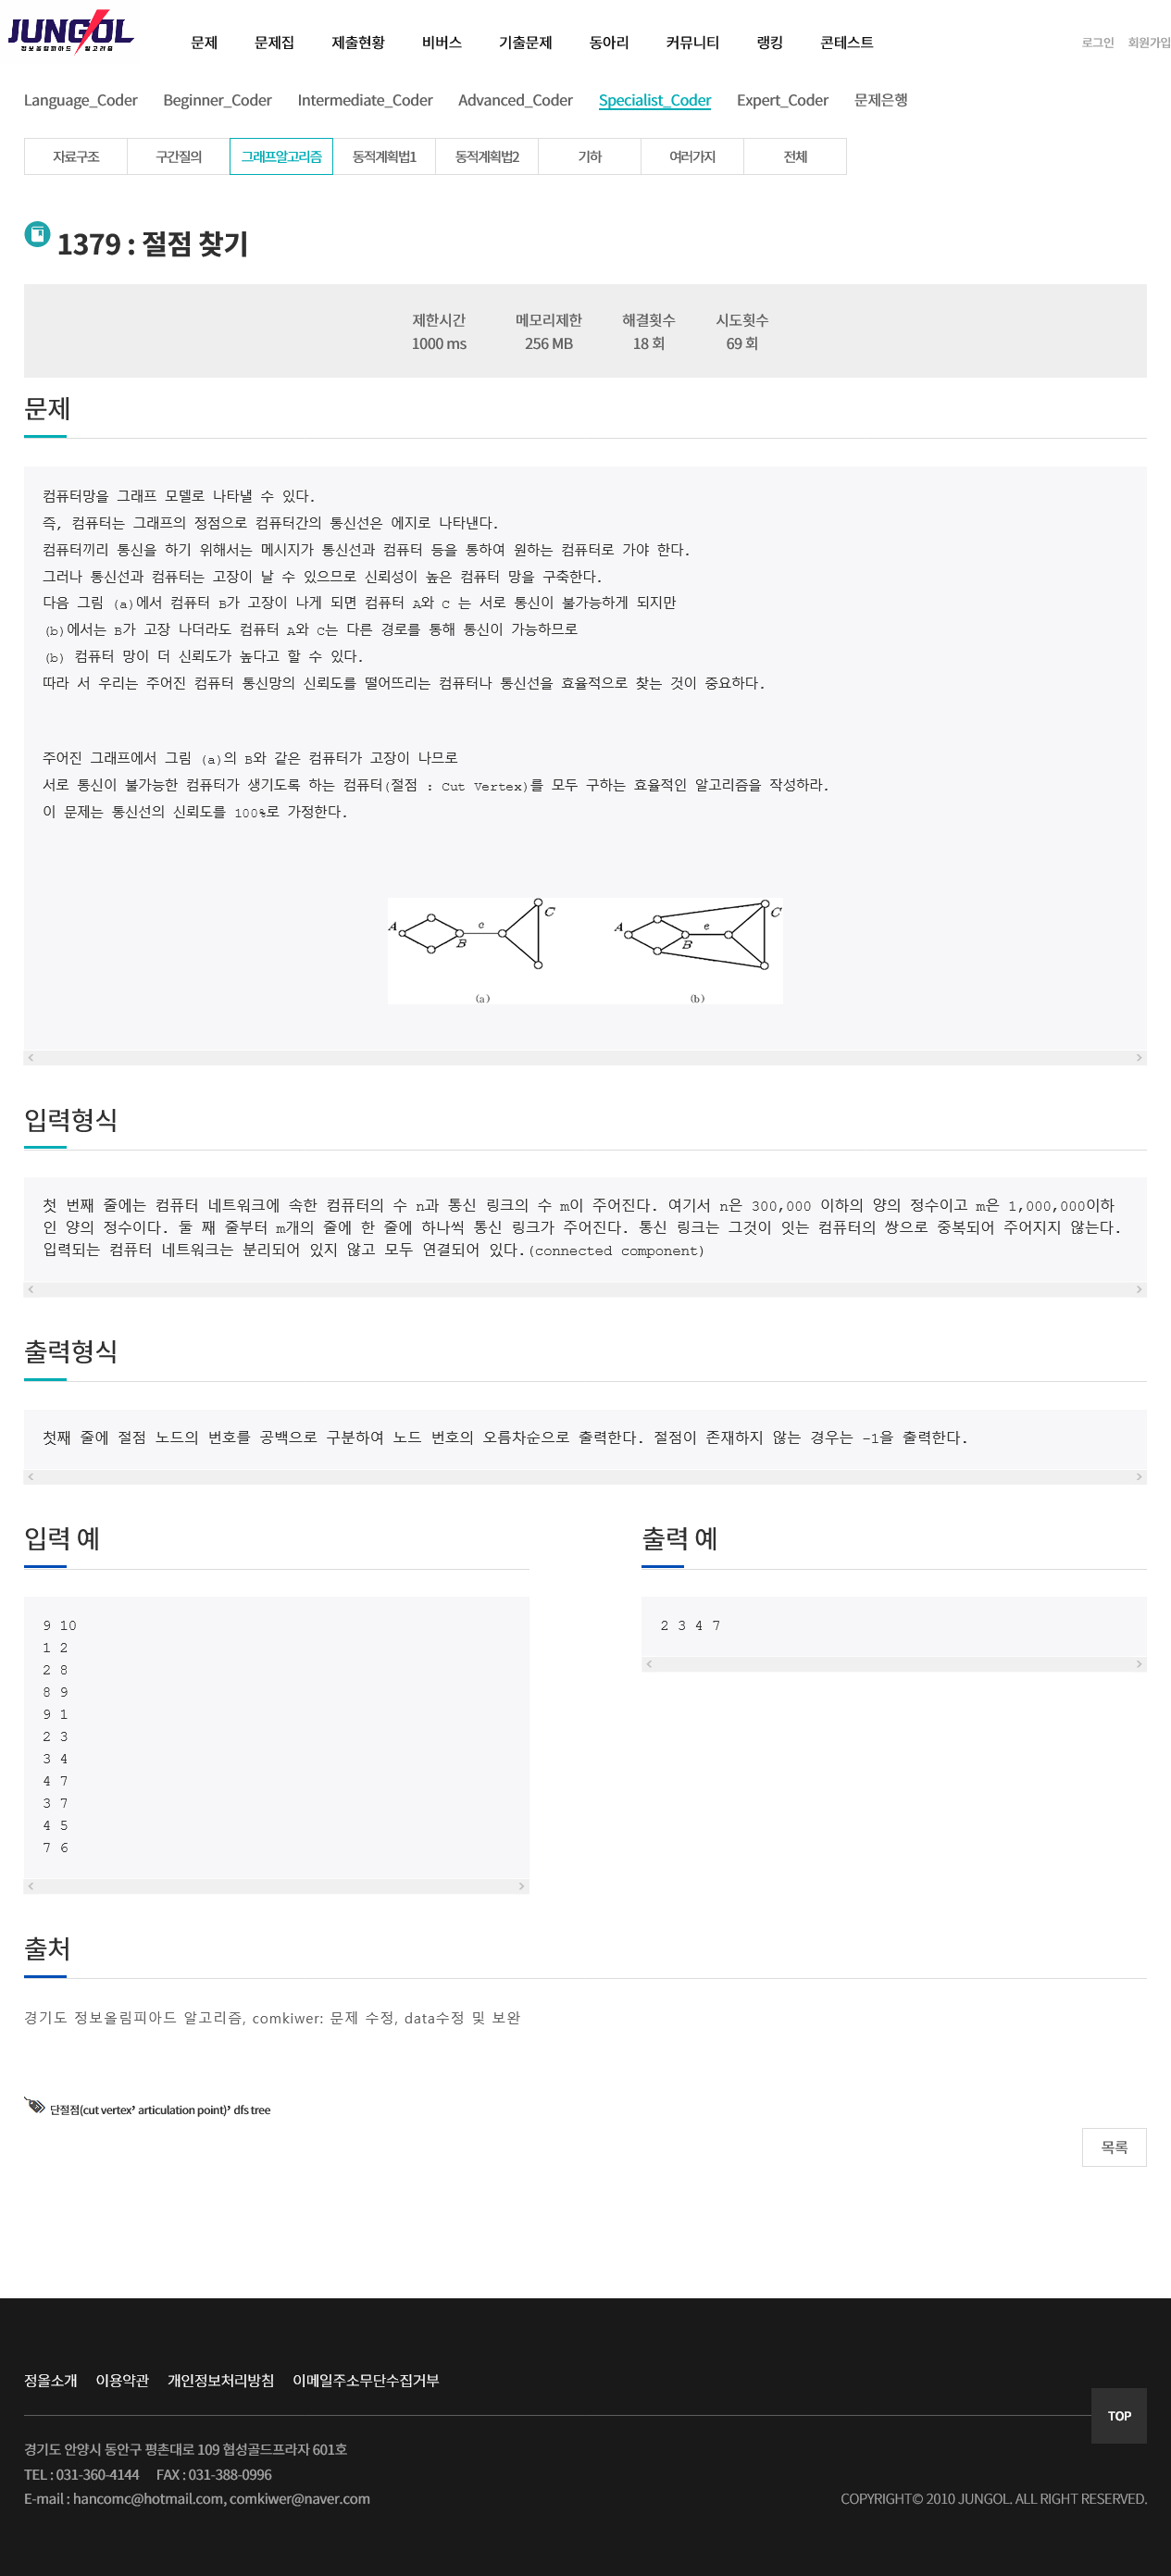 JUNGOL
정보올림피아드 알고리즘
문제 문제집 제출현황 비버스 기출문제 동아리 커뮤니티 랭킹 콘테스트 로그인 회원가입
Language_Coder Beginner_Coder Intermediate_Coder Advanced_Coder Specialist_Coder Expert_Coder 문제은행
자료구조 구간질의 그래프알고리즘 동적계획법1 동적계획법2 기하 여러가지 전체
1379 : 절점 찾기
제한시간 메모리제한 해결횟수 시도횟수
1000 ms 256 MB 18 회 69 회
문제
컴퓨터망을 그래프 모델로 나타낼 수 있다.
즉, 컴퓨터는 그래프의 정점으로 컴퓨터간의 통신선은 에지로 나타낸다.
컴퓨터끼리 통신을 하기 위해서는 메시지가 통신선과 컴퓨터 등을 통하여 원하는 컴퓨터로 가야 한다.
그러나 통신선과 컴퓨터는 고장이 날 수 있으므로 신뢰성이 높은 컴퓨터 망을 구축한다.
다음 그림 (a)에서 컴퓨터 B가 고장이 나게 되면 컴퓨터 A와 C 는 서로 통신이 불가능하게 되지만
(b)에서는 B가 고장 나더라도 컴퓨터 A와 C는 다른 경로를 통해 통신이 가능하므로
(b) 컴퓨터 망이 더 신뢰도가 높다고 할 수 있다.
따라 서 우리는 주어진 컴퓨터 통신망의 신뢰도를 떨어뜨리는 컴퓨터나 통신선을 효율적으로 찾는 것이 중요하다.
주어진 그래프에서 그림 (a)의 B와 같은 컴퓨터가 고장이 나므로
서로 통신이 불가능한 컴퓨터가 생기도록 하는 컴퓨터(절점 : Cut Vertex)를 모두 구하는 효율적인 알고리즘을 작성하라.
이 문제는 통신선의 신뢰도를 100%로 가정한다.
A B e C
A B e C
(a) (b)
입력형식
첫 번째 줄에는 컴퓨터 네트워크에 속한 컴퓨터의 수 n과 통신 링크의 수 m이 주어진다. 여기서 n은 300,000 이하의 양의 정수이고 m은 1,000,000이하
인 양의 정수이다. 둘 째 줄부터 m개의 줄에 한 줄에 하나씩 통신 링크가 주어진다. 통신 링크는 그것이 잇는 컴퓨터의 쌍으로 중복되어 주어지지 않는다.
입력되는 컴퓨터 네트워크는 분리되어 있지 않고 모두 연결되어 있다.(connected component)
출력형식
첫째 줄에 절점 노드의 번호를 공백으로 구분하여 노드 번호의 오름차순으로 출력한다. 절점이 존재하지 않는 경우는 -1을 출력한다.
입력 예
9 10
1 2
2 8
8 9
9 1
2 3
3 4
4 7
3 7
4 5
7 6
출력 예
2 3 4 7
출처
경기도 정보올림피아드 알고리즘, comkiwer: 문제 수정, data수정 및 보완
단절점(cut vertex’ articulation point)’ dfs tree
목록
정올소개 이용약관 개인정보처리방침 이메일주소무단수집거부
TOP
경기도 안양시 동안구 평촌대로 109 협성골드프라자 601호
TEL : 031-360-4144 FAX : 031-388-0996
E-mail : hancomc@hotmail.com, comkiwer@naver.com
COPYRIGHT© 2010 JUNGOL. ALL RIGHT RESERVED.